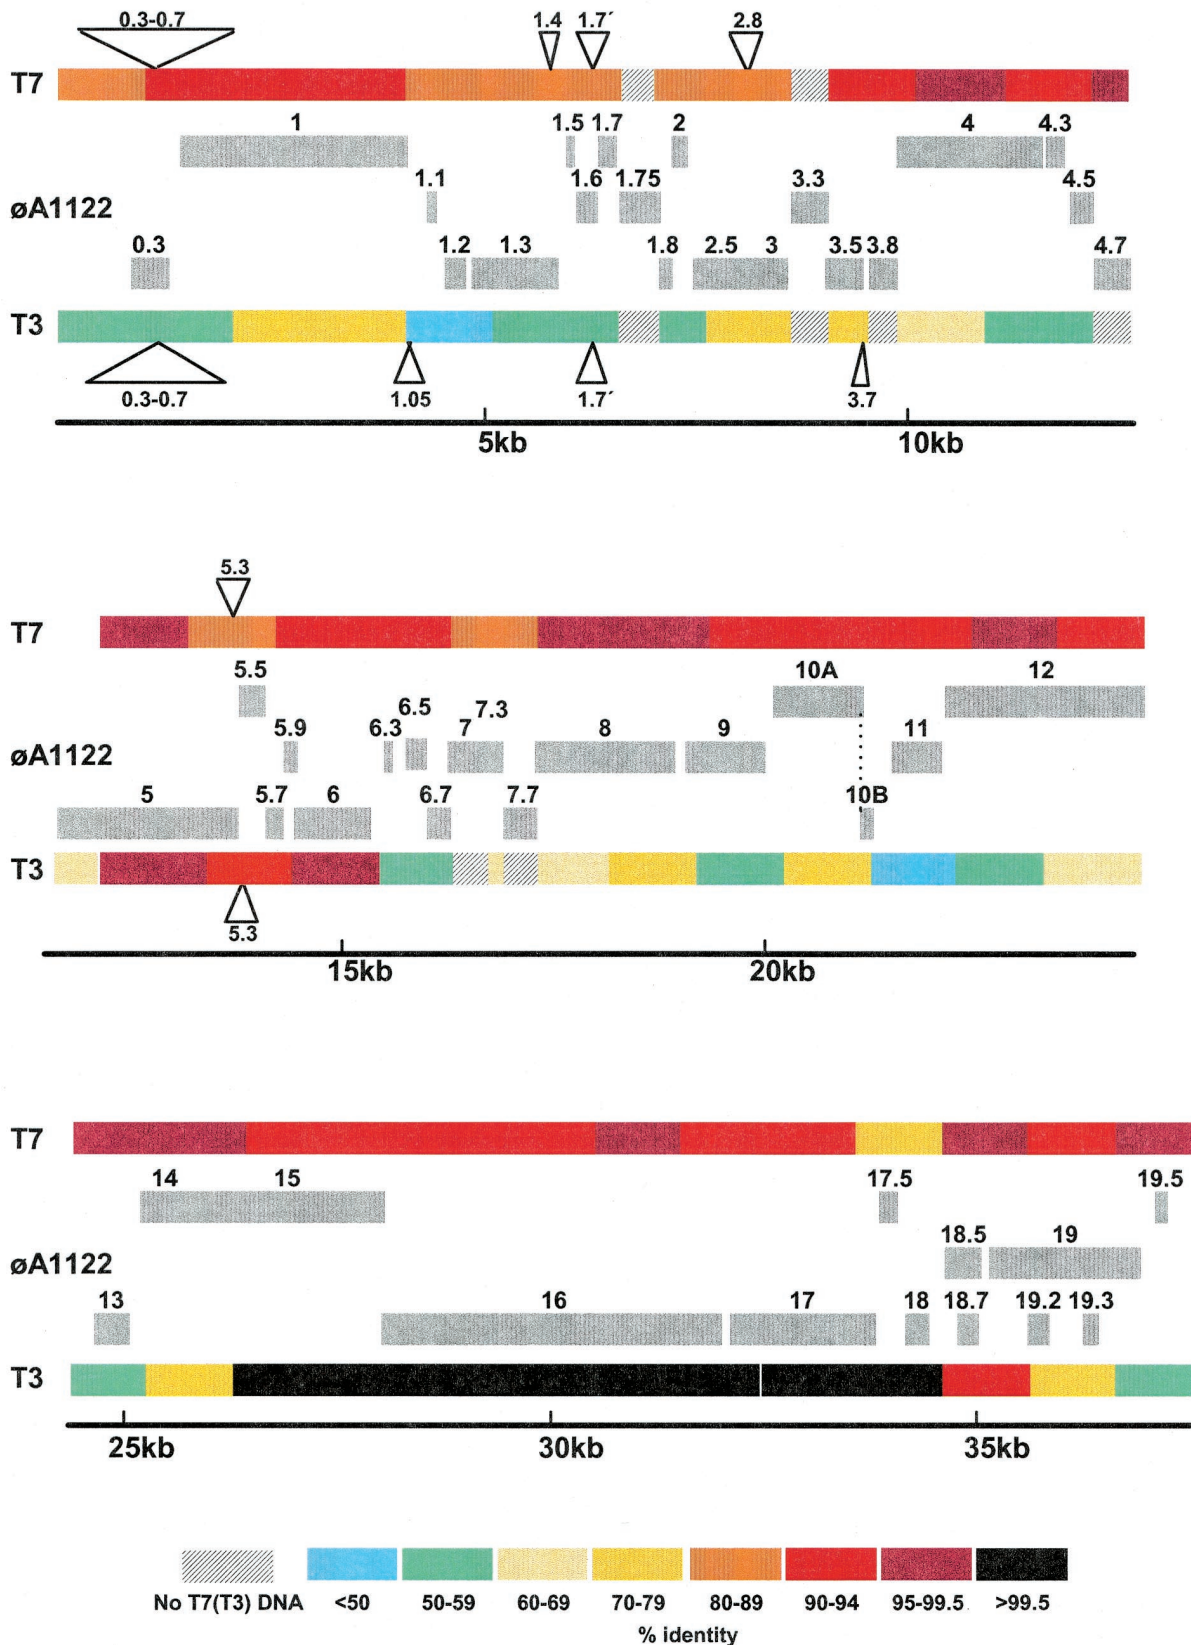 0.3-0.7 1.4 1.7´ 2.8
T7
1 1.5 1.7 2 4 4.3
1.1 1.6 1.75 3.3 4.5
øA1122
0.3 1.2 1.3 1.8 2.5 3 3.5 3.8 4.7
T3
0.3-0.7 1.05 1.7´ 3.7
5kb 10kb
5.3
T7
5.5 10A 12
5.9 6.3 6.5 7 7.3 8 9 11
øA1122
5 5.7 6 6.7 7.7 10B
T3
5.3
15kb 20kb
T7
14 15 17.5 19.5
18.5 19
øA1122
13 16 17 18 18.7 19.2 19.3
T3
25kb 30kb 35kb
No T7(T3) DNA <50 50-59 60-69 70-79 80-89 90-94 95-99.5 >99.5
% identity